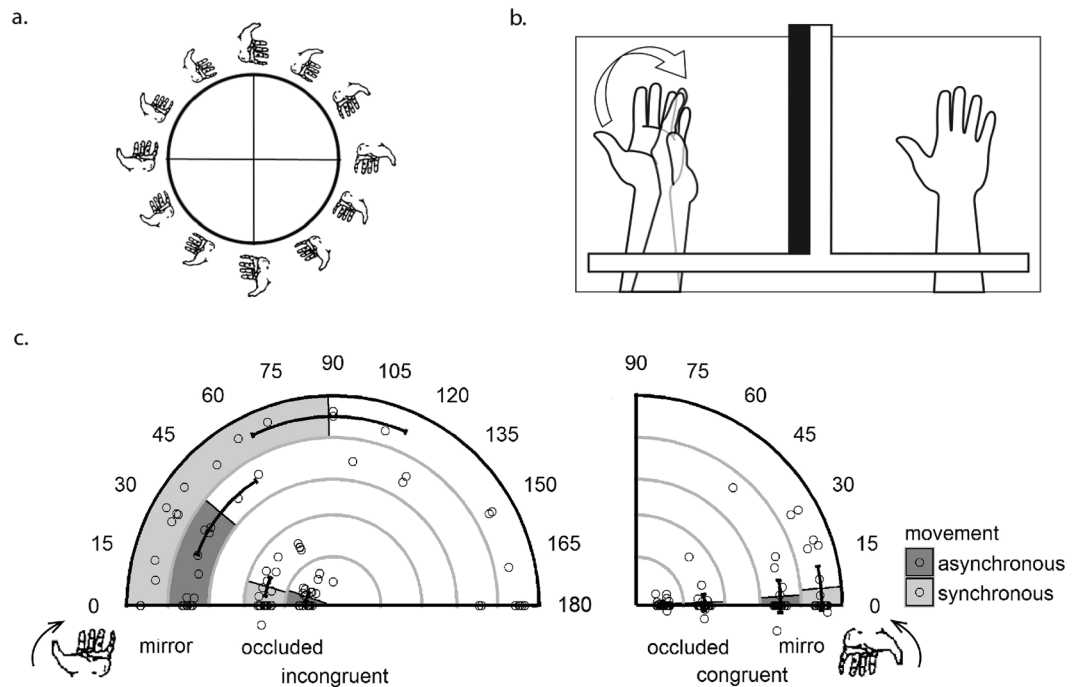 a.
b.
c.
0
15
30
45
60
75
90
105
120
135
150
165
180
mirror
occluded
incongruent
90
75
60
45
30
15
0
occluded
mirro
congruent
movement
asynchronous
synchronous